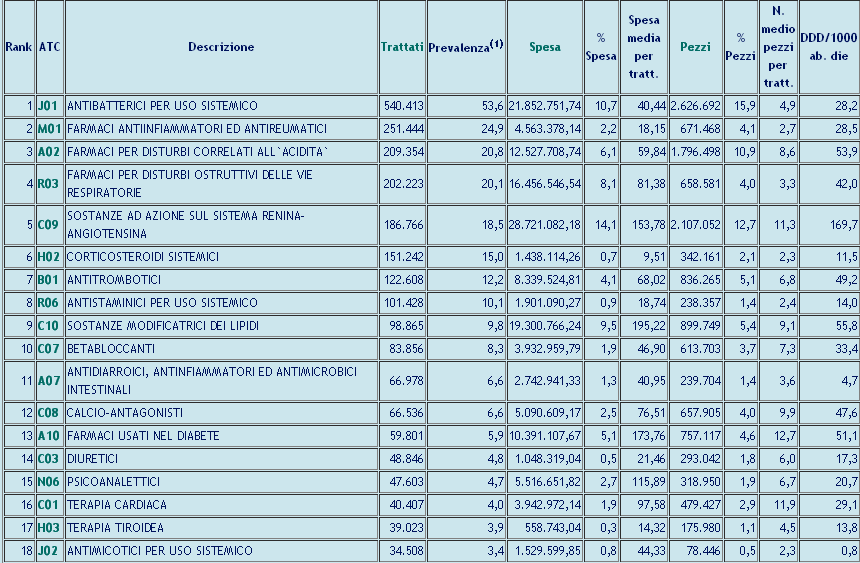 Rank ATC Descrizione Trattati Prevalenza(1) Spesa % Spesa Spesa media per tratt. Pezzi % Pezzi N. medio pezzi per tratt. DDD/1000 ab. die
1 J01 ANTIBATTERICI PER USO SISTEMICO 540.413 53,6 21.852.751,74 10,7 40,44 2.626.692 15,9 4,9 28,2
2 M01 FARMACI ANTIINFIAMMATORI ED ANTIREUMATICI 251.444 24,9 4.563.378,14 2,2 18,15 671.468 4,1 2,7 28,5
3 A02 FARMACI PER DISTURBI CORRELATI ALL`ACIDITA` 209.354 20,8 12.527.708,74 6,1 59,84 1.796.498 10,9 8,6 53,9
4 R03 FARMACI PER DISTURBI OSTRUTTIVI DELLE VIE RESPIRATORIE 202.223 20,1 16.456.546,54 8,1 81,38 658.581 4,0 3,3 42,0
5 C09 SOSTANZE AD AZIONE SUL SISTEMA RENINA-ANGIOTENSINA 186.766 18,5 28.721.082,18 14,1 153,78 2.107.052 12,7 11,3 169,7
6 H02 CORTICOSTEROIDI SISTEMICI 151.242 15,0 1.438.114,26 0,7 9,51 342.161 2,1 2,3 11,5
7 B01 ANTITROMBOTICI 122.608 12,2 8.339.524,81 4,1 68,02 836.265 5,1 6,8 49,2
8 R06 ANTISTAMINICI PER USO SISTEMICO 101.428 10,1 1.901.090,27 0,9 18,74 238.357 1,4 2,4 14,0
9 C10 SOSTANZE MODIFICATRICI DEI LIPIDI 98.865 9,8 19.300.766,24 9,5 195,22 899.749 5,4 9,1 55,8
10 C07 BETABLOCCANTI 83.856 8,3 3.932.959,79 1,9 46,90 613.703 3,7 7,3 33,4
11 A07 ANTIDIARROICI, ANTINFIAMMATORI ED ANTIMICROBICI INTESTINALI 66.978 6,6 2.742.941,33 1,3 40,95 239.704 1,4 3,6 4,7
12 C08 CALCIO-ANTAGONISTI 66.536 6,6 5.090.609,17 2,5 76,51 657.905 4,0 9,9 47,6
13 A10 FARMACI USATI NEL DIABETE 59.801 5,9 10.391.107,67 5,1 173,76 757.117 4,6 12,7 51,1
14 C03 DIURETICI 48.846 4,8 1.048.319,04 0,5 21,46 293.042 1,8 6,0 17,3
15 N06 PSICOANALETTICI 47.603 4,7 5.516.651,82 2,7 115,89 318.950 1,9 6,7 20,7
16 C01 TERAPIA CARDIACA 40.407 4,0 3.942.972,14 1,9 97,58 479.427 2,9 11,9 29,1
17 H03 TERAPIA TIROIDEA 39.023 3,9 558.743,04 0,3 14,32 175.980 1,1 4,5 13,8
18 J02 ANTIMICOTICI PER USO SISTEMICO 34.508 3,4 1.529.599,85 0,8 44,33 78.446 0,5 2,3 0,8